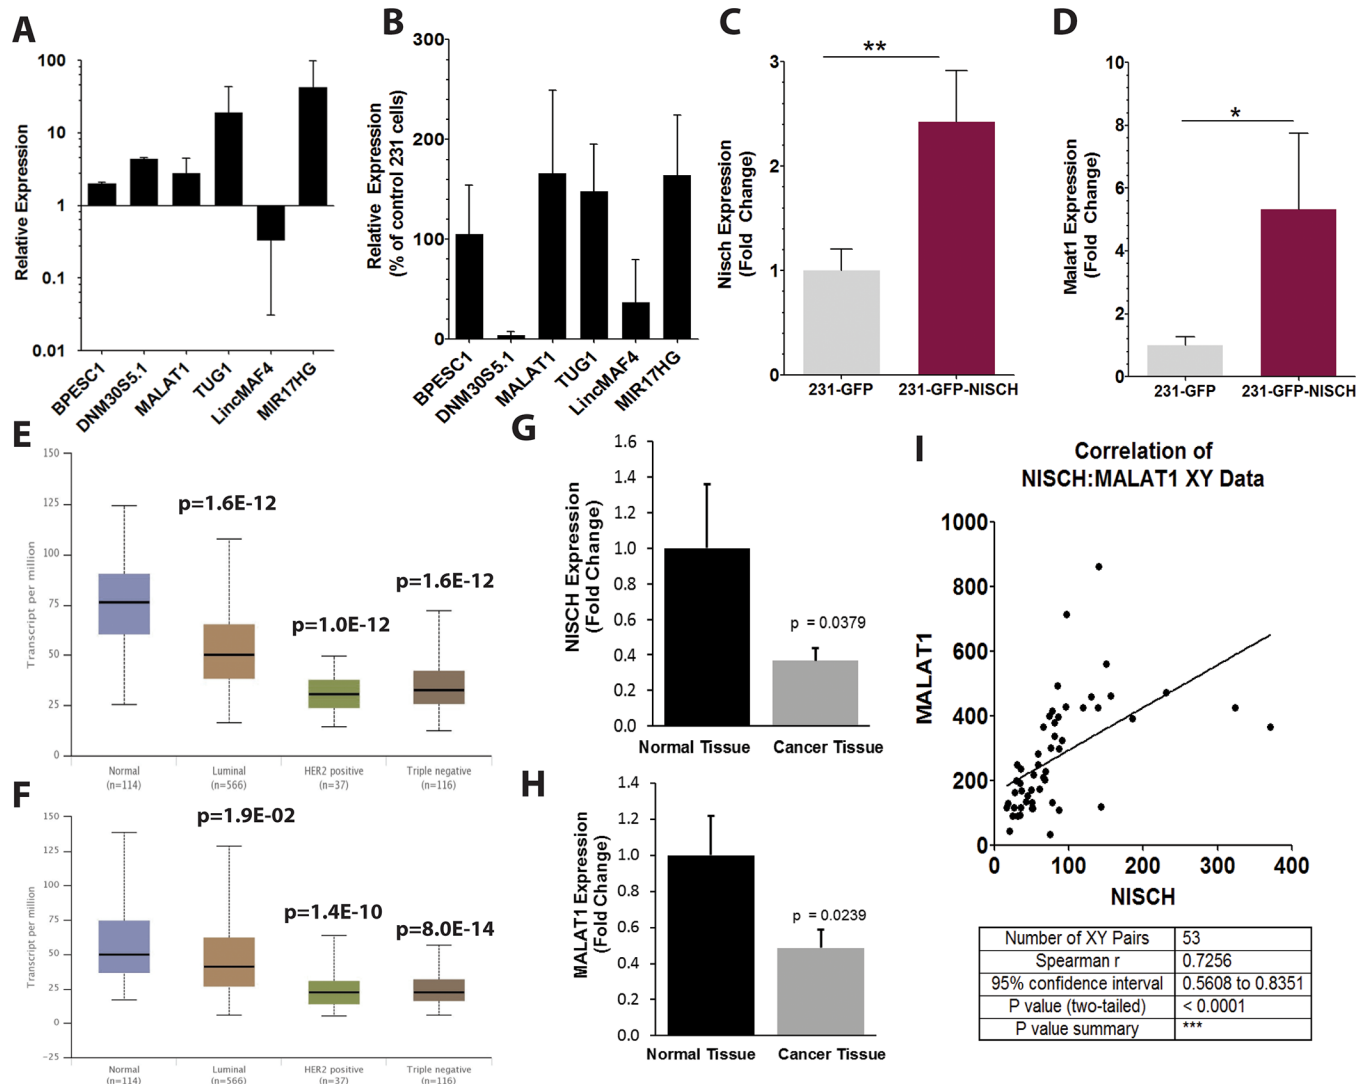 A
Relative Expression
100
10
1
0.1
0.01
BPESC1
DNM30S5.1
MALAT1
TUG1
LincMAF4
MIR17HG
B
Relative Expression
(% of control 231 cells)
300
200
100
0
BPESC1
DNM30S5.1
MALAT1
TUG1
LincMAF4
MIR17HG
C
Nisch Expression
(Fold Change)
3
2
1
0
**
231-GFP
231-GFP-NISCH
D
Malat1 Expression
(Fold Change)
10
8
6
4
2
0
*
231-GFP
231-GFP-NISCH
E
Transcript per million
150
125
100
75
50
25
0
p=1.6E-12
p=1.0E-12
p=1.6E-12
Normal
(n=114)
Luminal
(n=566)
HER2 positive
(n=37)
Triple negative
(n=116)
F
Transcript per million
150
125
100
75
50
25
0
−25
p=1.9E-02
p=1.4E-10
p=8.0E-14
Normal
(n=114)
Luminal
(n=566)
HER2 positive
(n=37)
Triple negative
(n=116)
G
NISCH Expression
(Fold Change)
1.6
1.4
1.2
1.0
0.8
0.6
0.4
0.2
0.0
p = 0.0379
Normal Tissue
Cancer Tissue
H
MALAT1 Expression
(Fold Change)
1.4
1.2
1.0
0.8
0.6
0.4
0.2
0.0
p = 0.0239
Normal Tissue
Cancer Tissue
I
Correlation of
NISCH:MALAT1 XY Data
MALAT1
1000
800
600
400
200
0
0 100 200 300 400
NISCH
Number of XY Pairs 53
Spearman r 0.7256
95% confidence interval 0.5608 to 0.8351
P value (two-tailed) < 0.0001
P value summary ***